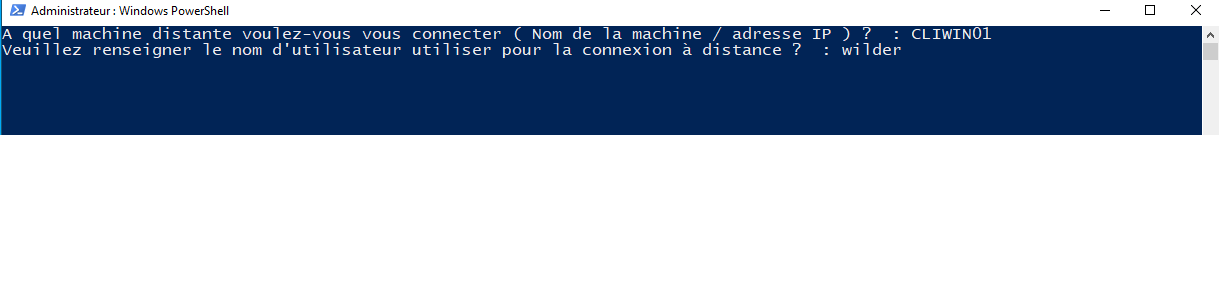 Administrateur : Windows PowerShell
A quel machine distante voulez-vous vous connecter ( Nom de la machine / adresse IP ) ?  : CLIWIN01
Veuillez renseigner le nom d'utilisateur utiliser pour la connexion à distance ?  : wilder